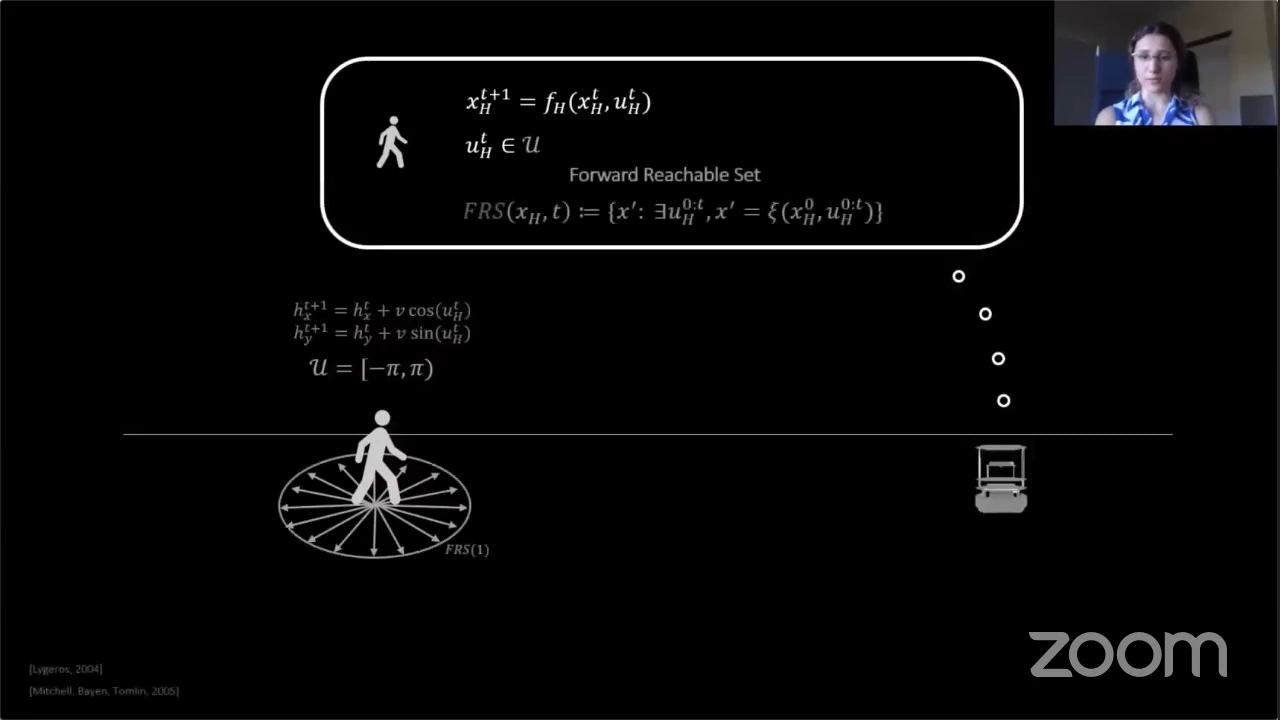 x_H^{t+1} = f_H(x_H^t, u_H^t)
u_H^t ∈ 𝒰
Forward Reachable Set
FRS(x_H, t) ≔ {x′: ∃u_H^{0:t}, x′ = ξ(x_H^0, u_H^{0:t})}
h_x^{t+1} = h_x^t + v cos(u_H^t)
h_y^{t+1} = h_y^t + v sin(u_H^t)
𝒰 = [−π, π)
FRS(1)
[Lygeros, 2004]
[Mitchell, Bayen, Tomlin, 2005]
zoom